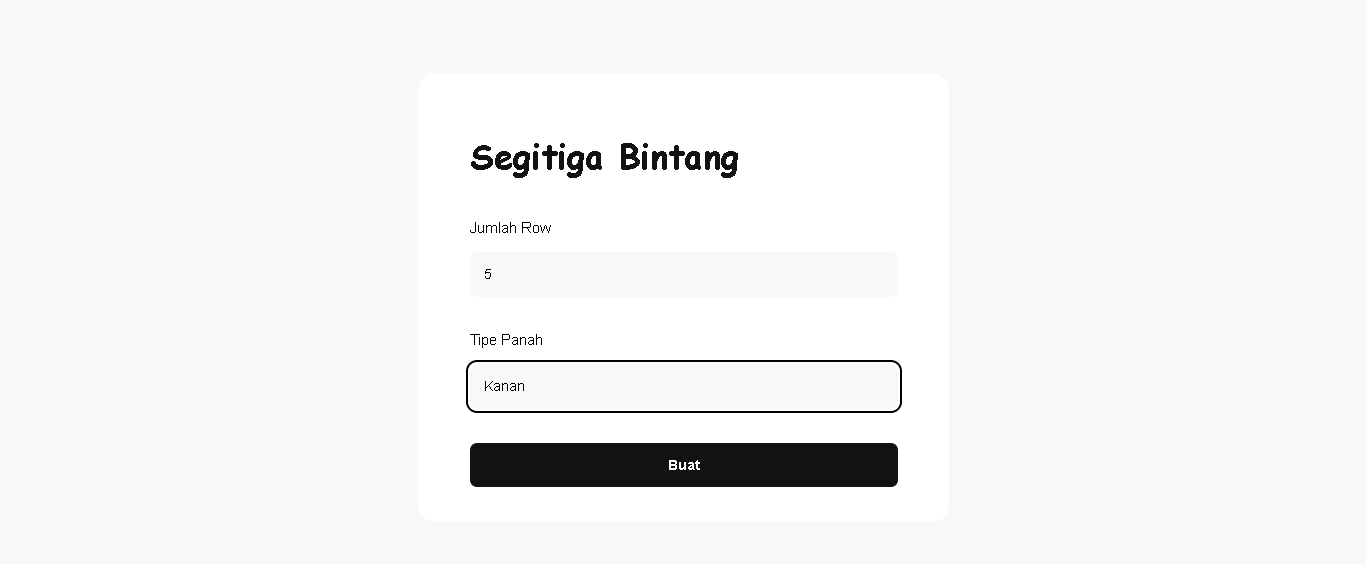 Segitiga Bintang
Jumlah Row
5
Tipe Panah
Kanan
Buat